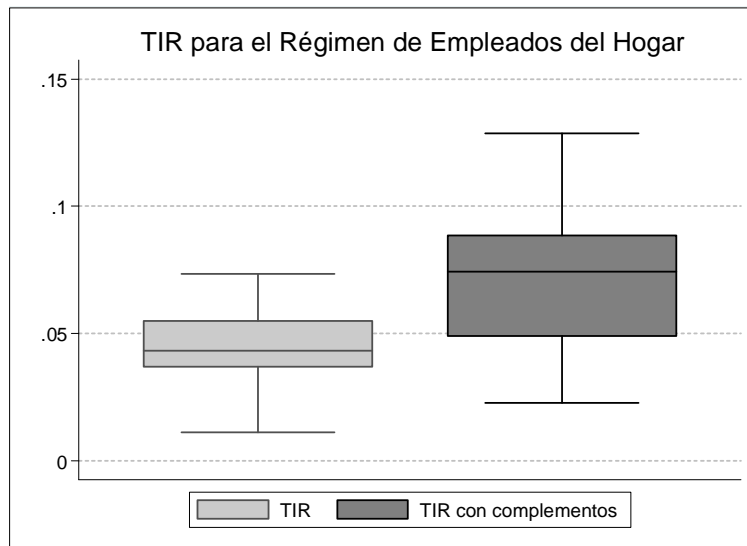 TIR para el Régimen de Empleados del Hogar
.15
.1
.05
0
TIR
TIR con complementos